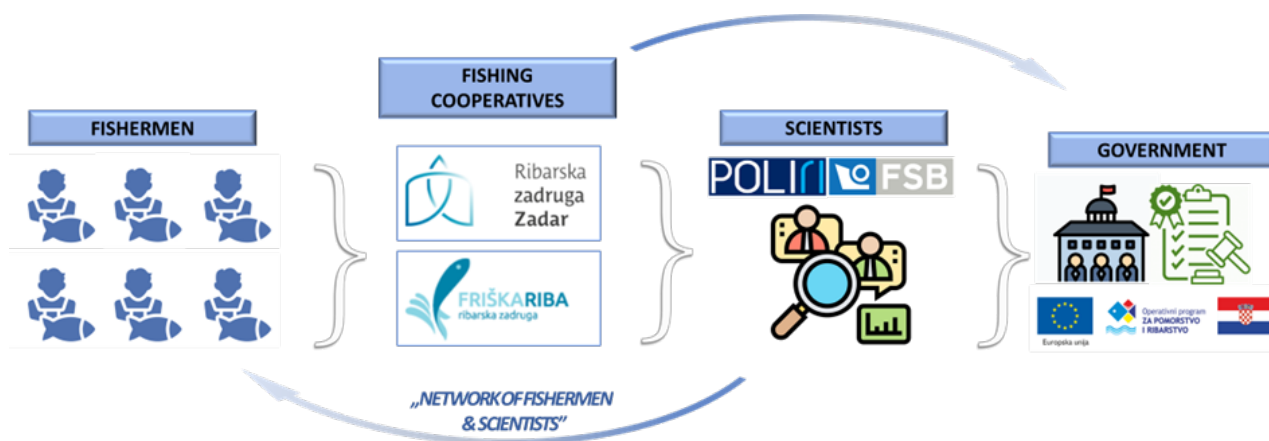 FISHERMEN
FISHING
COOPERATIVES
Ribarska
zadruga
Zadar
FRIŠKARIBA
ribarska zadruga
SCIENTISTS
POLIRI
FSB
GOVERNMENT
Europska unija
Operativni program
ZA POMORSTVO
I RIBARSTVO
„NETWORK OF FISHERMEN
& SCIENTISTS”